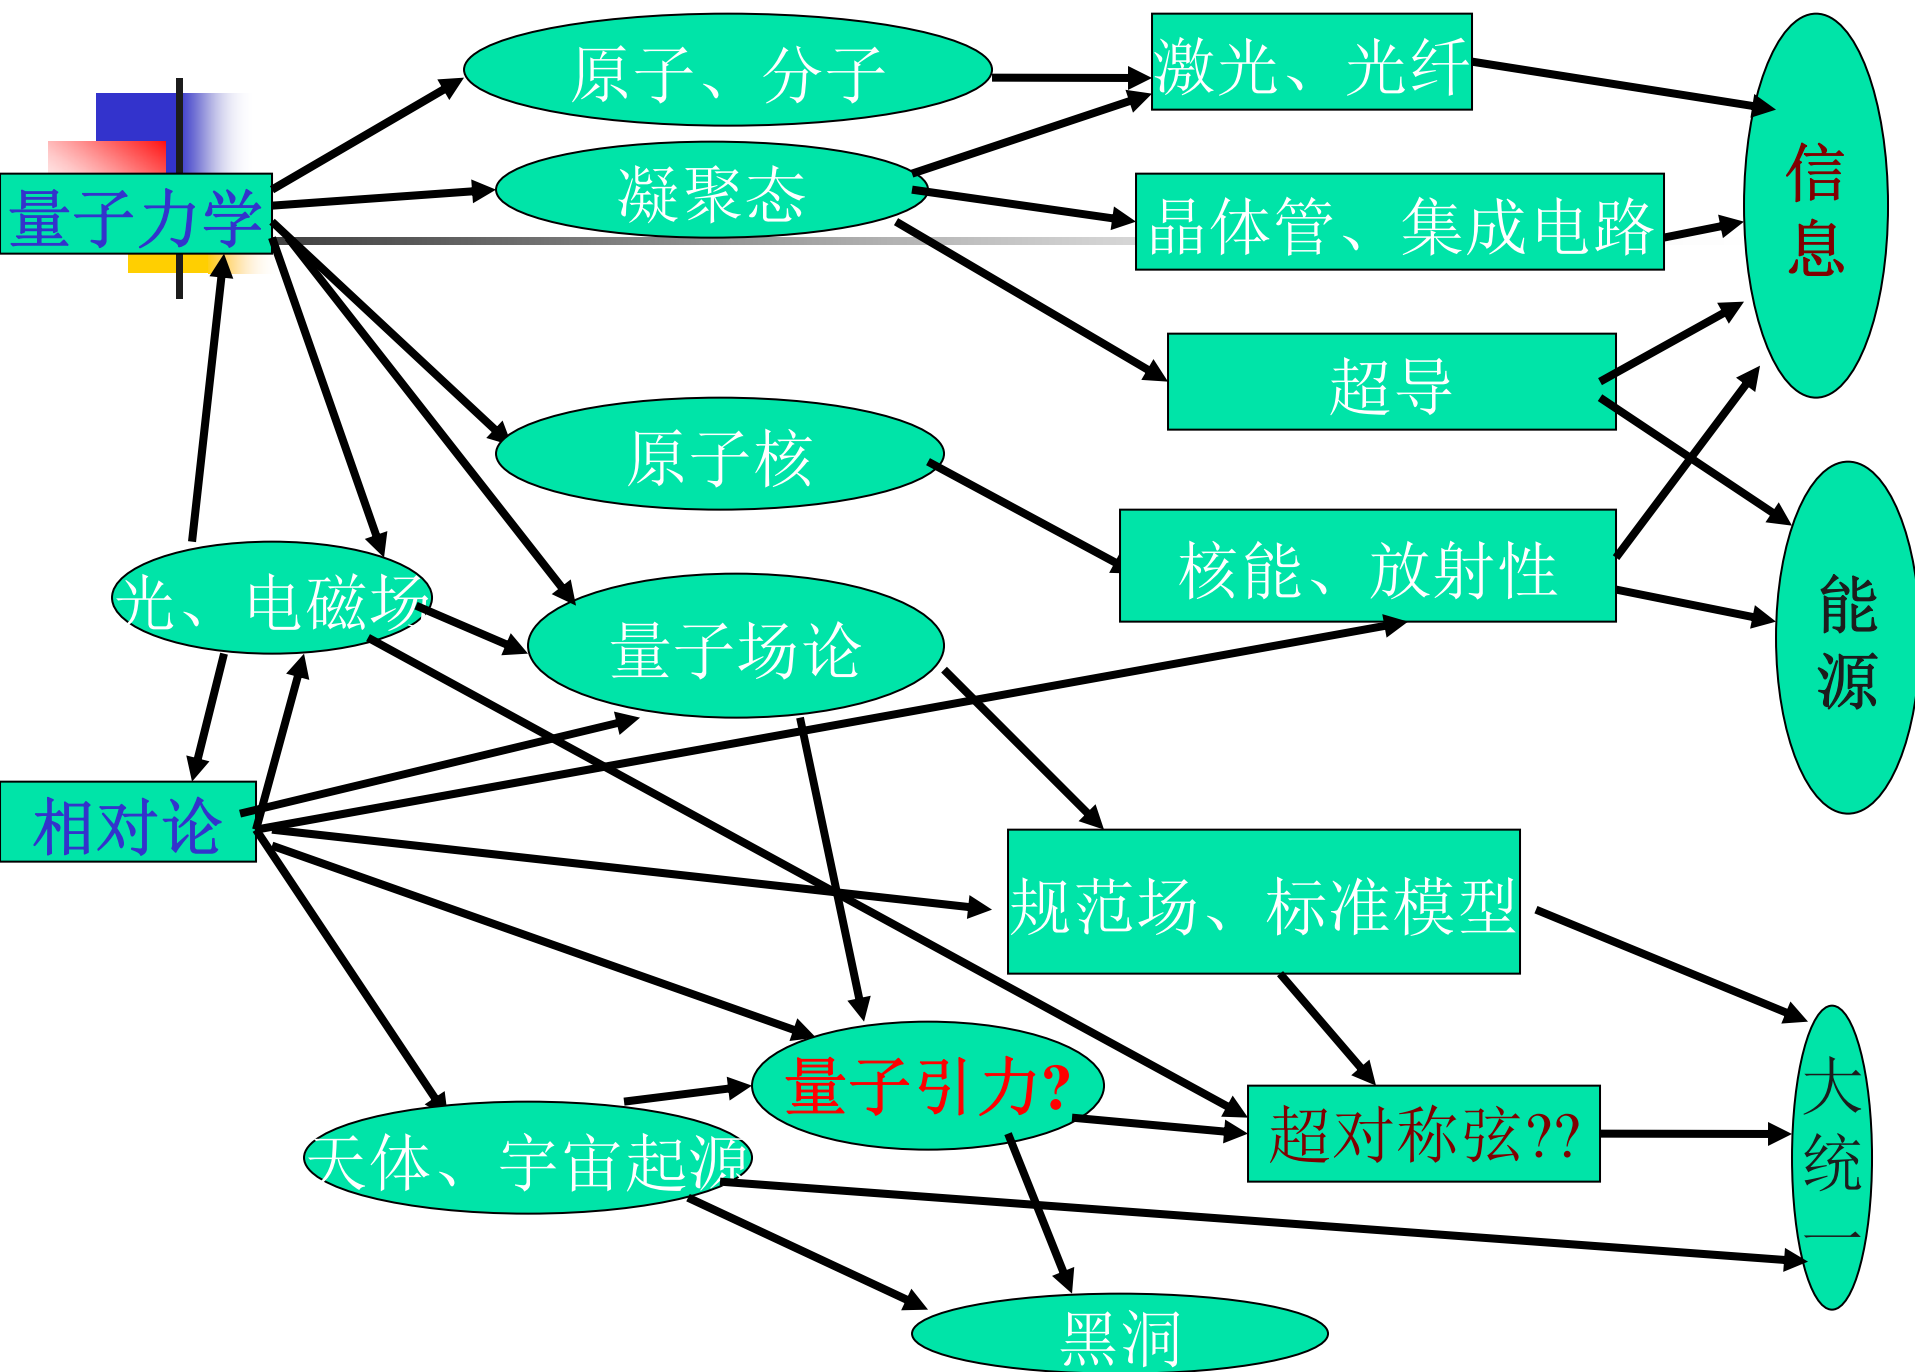 原子、分子
激光、光纤
信
息
凝聚态
量子力学
晶体管、集成电路
超导
原子核
核能、放射性
能
源
光、电磁场
量子场论
相对论
规范场、标准模型
量子引力?
超对称弦??
大
统
一
天体、宇宙起源
黑洞